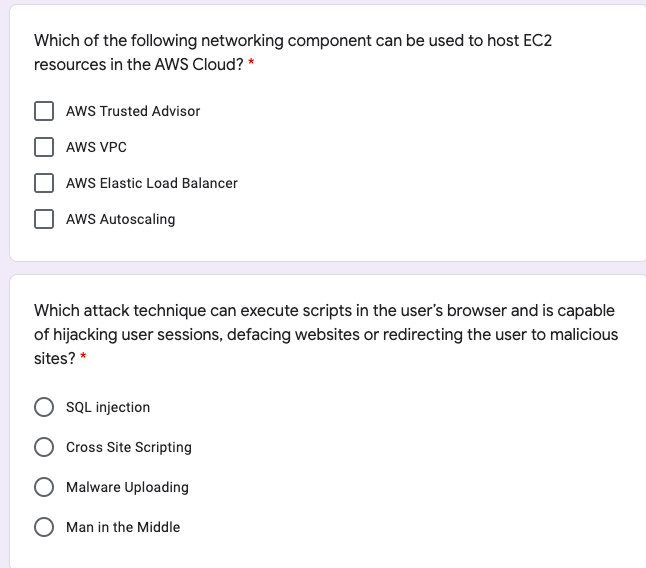 Which of the following networking component can be used to host EC2
resources in the AWS Cloud? *
AWS Trusted Advisor
AWS VPC
AWS Elastic Load Balancer
AWS Autoscaling
Which attack technique can execute scripts in the user’s browser and is capable
of hijacking user sessions, defacing websites or redirecting the user to malicious
sites? *
SQL injection
Cross Site Scripting
Malware Uploading
Man in the Middle